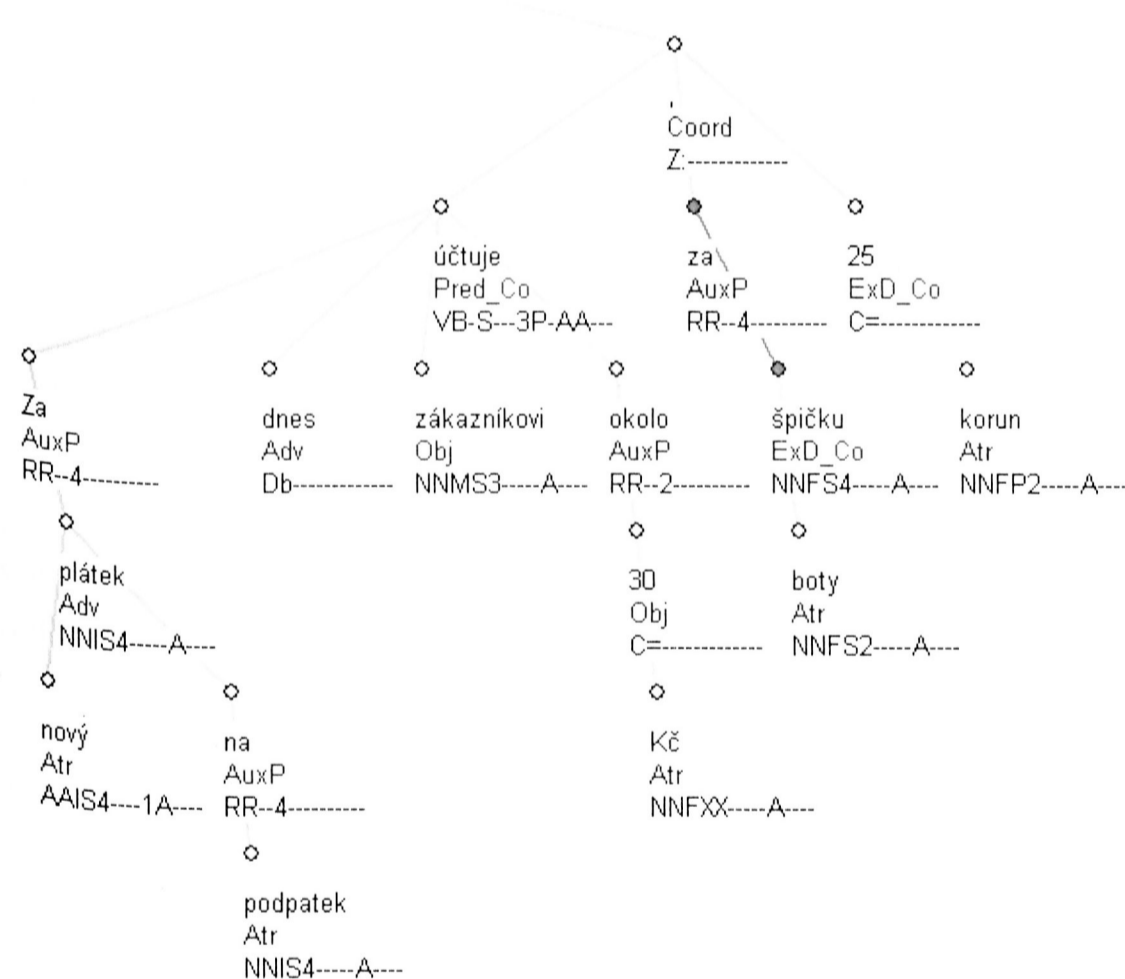 ,
Coord
Z:-------------
účtuje
Pred_Co
VB-S---3P-AA---
za
AuxP
RR--4----------
25
ExD_Co
C=-------------
Za
AuxP
RR--4----------
dnes
Adv
Db-------------
zákazníkovi
Obj
NNMS3-----A----
okolo
AuxP
RR--2----------
špičku
ExD_Co
NNFS4-----A----
korun
Atr
NNFP2-----A----
plátek
Adv
NNIS4-----A----
30
Obj
C=-------------
boty
Atr
NNFS2-----A----
nový
Atr
AAIS4----1A----
na
AuxP
RR--4----------
Kč
Atr
NNFXX-----A----
podpatek
Atr
NNIS4-----A----